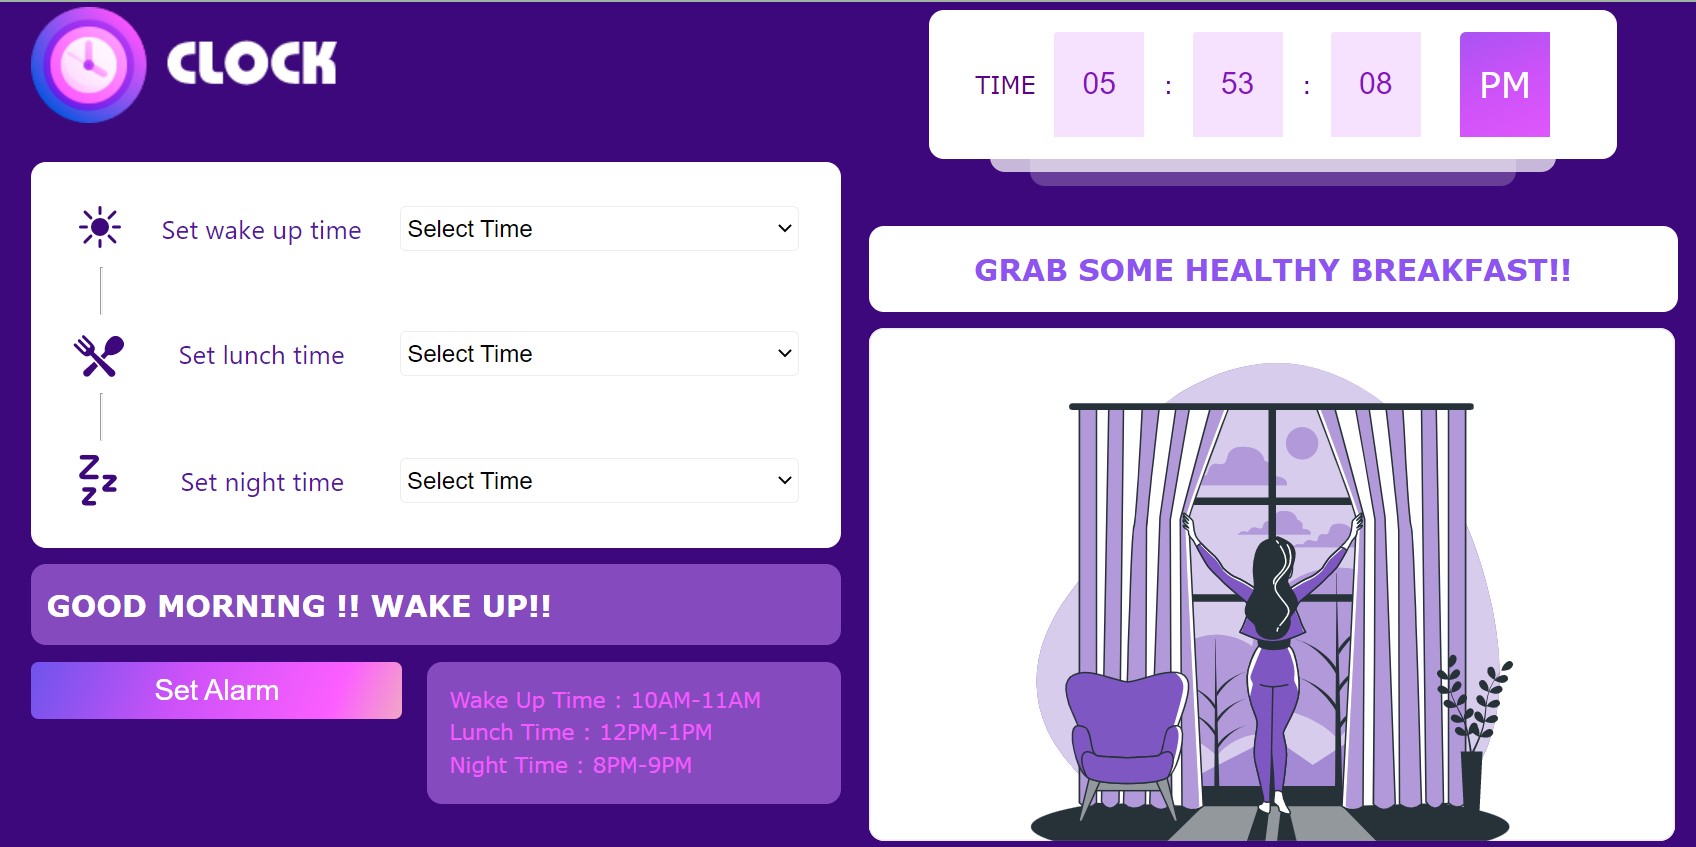 CLOCK
TIME 05 : 53 : 08 PM
Set wake up time Select Time
Set lunch time Select Time
Set night time Select Time
GOOD MORNING !! WAKE UP!!
Set Alarm
Wake Up Time : 10AM-11AM
Lunch Time : 12PM-1PM
Night Time : 8PM-9PM
GRAB SOME HEALTHY BREAKFAST!!